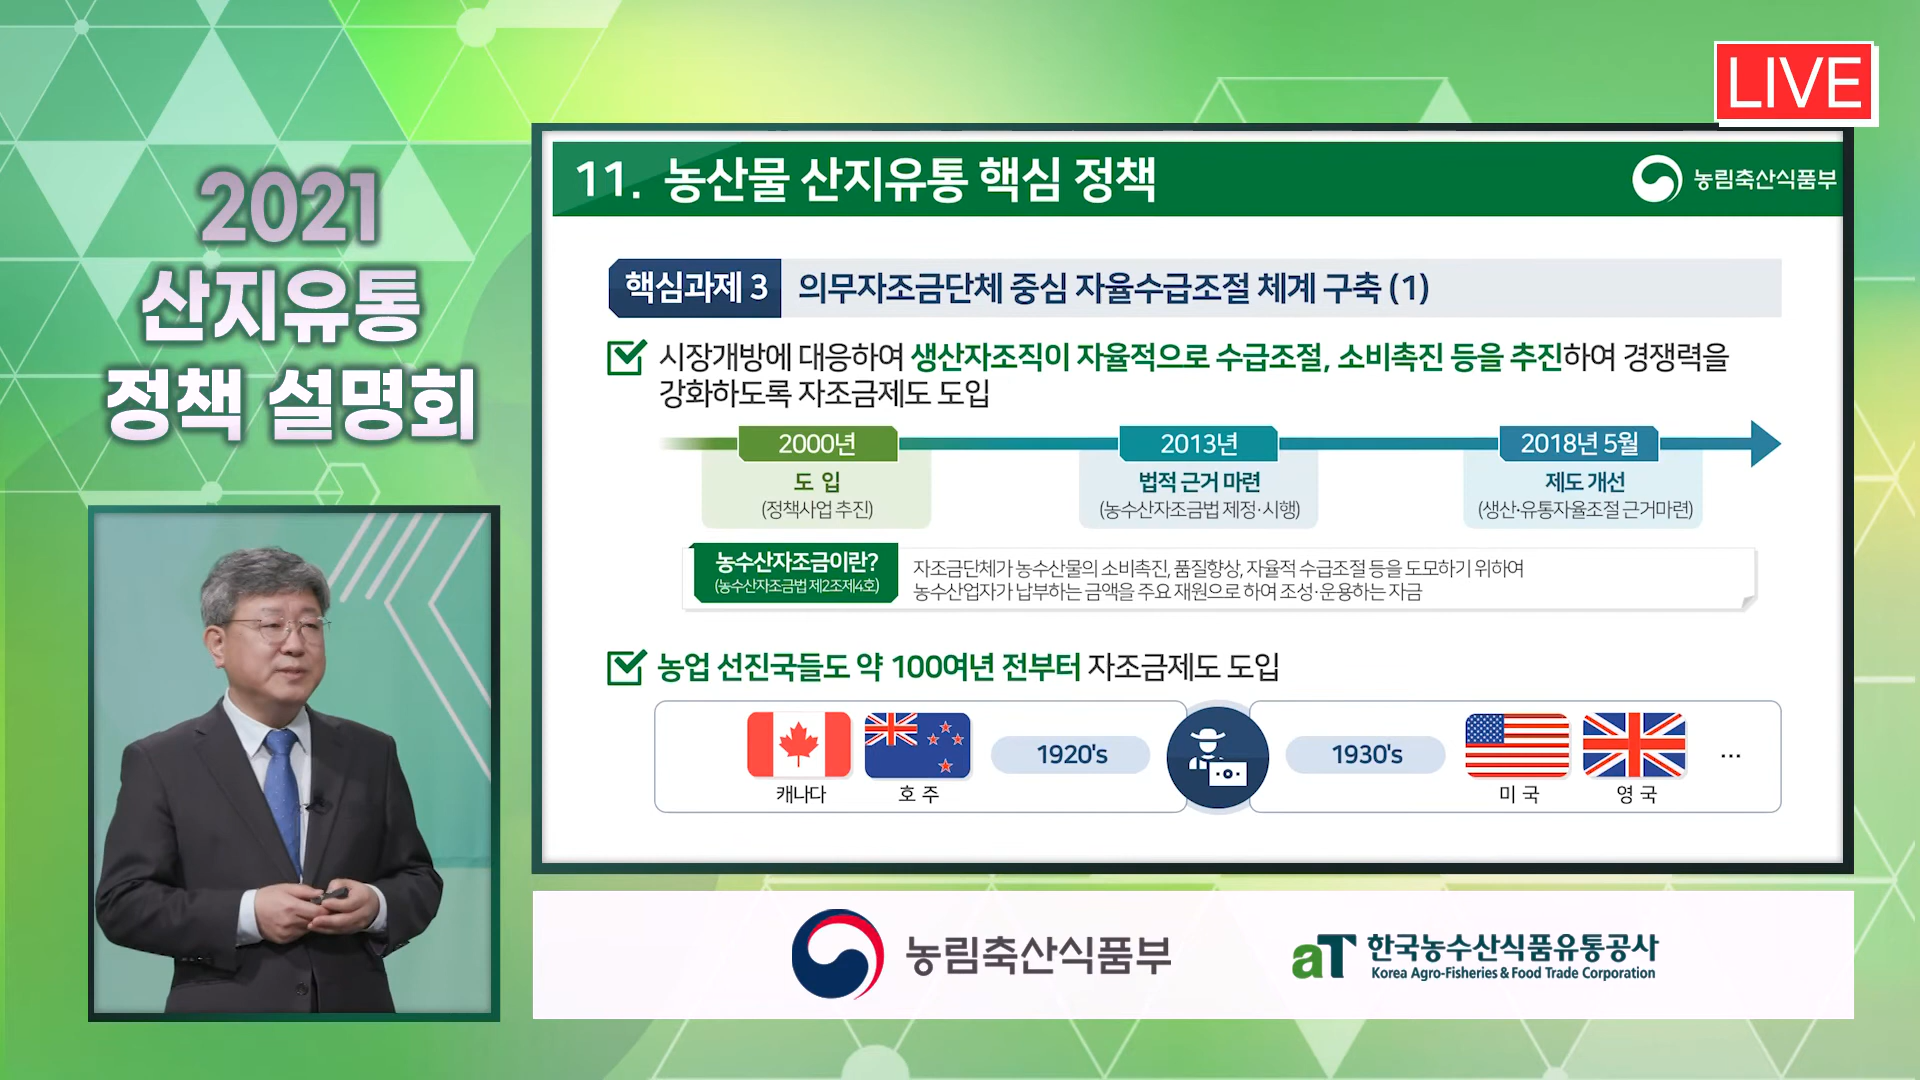 LIVE
2021
산지유통
정책 설명회
11. 농산물 산지유통 핵심 정책
농림축산식품부
핵심과제 3
의무자조금단체 중심 자율수급조절 체계 구축 (1)
시장개방에 대응하여 생산자조직이 자율적으로 수급조절, 소비촉진 등을 추진하여 경쟁력을
강화하도록 자조금제도 도입
2000년
도 입
(정책사업 추진)
2013년
법적 근거 마련
(농수산자조금법 제정·시행)
2018년 5월
제도 개선
(생산·유통자율조절 근거마련)
농수산자조금이란?
(농수산자조금법 제2조제4호)
자조금단체가 농수산물의 소비촉진, 품질향상, 자율적 수급조절 등을 도모하기 위하여
농수산업자가 납부하는 금액을 주요 재원으로 하여 조성·운용하는 자금
농업 선진국들도 약 100여년 전부터 자조금제도 도입
캐나다
호 주
1920's
1930's
미 국
영 국
...
농림축산식품부
aT 한국농수산식품유통공사
Korea Agro-Fisheries & Food Trade Corporation